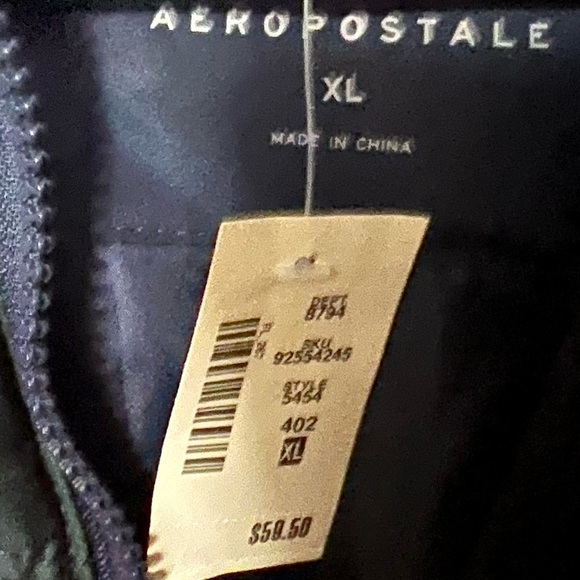 AEROPOSTALE
XL
MADE IN CHINA
DEPT
8794
SKU
92554245
STYLE
5454
402
XL
$59.50